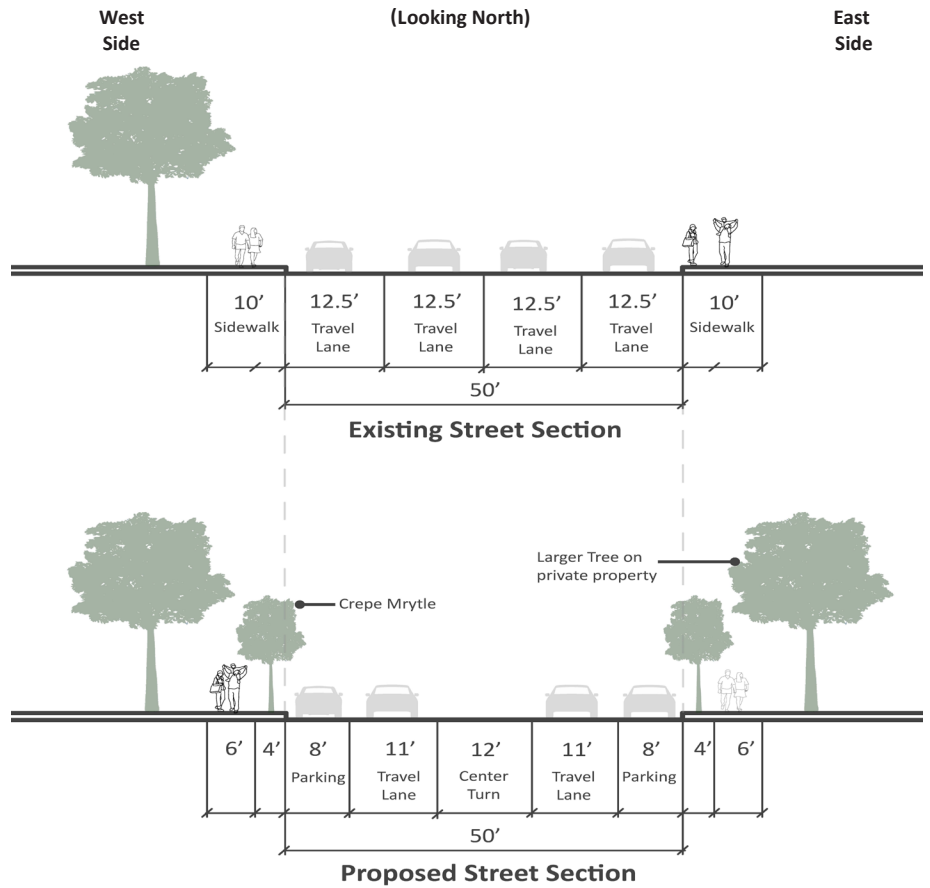 West
Side
(Looking North)
East
Side
10’
Sidewalk
12.5’
Travel
Lane
12.5’
Travel
Lane
12.5’
Travel
Lane
12.5’
Travel
Lane
10’
Sidewalk
50’
Existing Street Section
Larger Tree on
private property
Crepe Mrytle
6’
4’
8’
Parking
11’
Travel
Lane
12’
Center
Turn
11’
Travel
Lane
8’
Parking
4’
6’
50’
Proposed Street Section